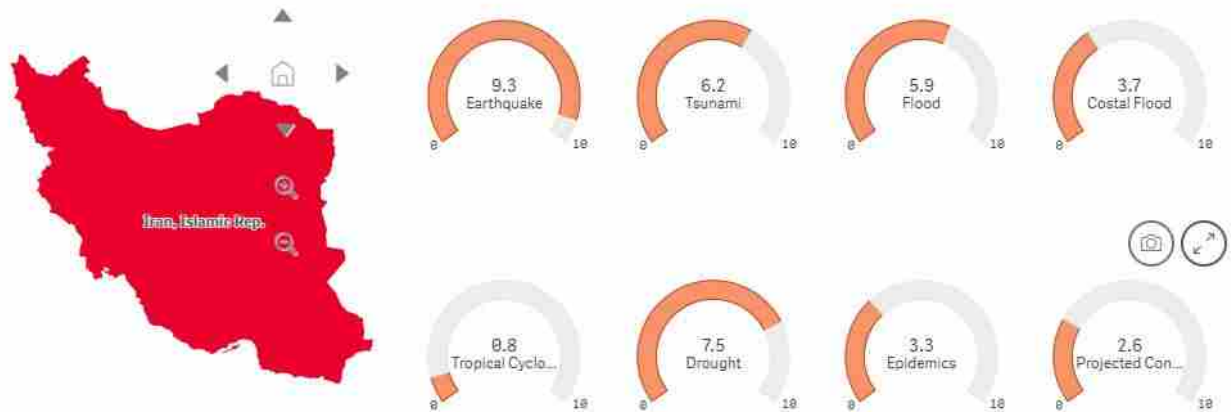 Iran, Islamic Rep.
9.3
Earthquake
0
10
6.2
Tsunami
0
10
5.9
Flood
0
10
3.7
Costal Flood
0
10
0.8
Tropical Cyclo...
0
10
7.5
Drought
0
10
3.3
Epidemics
0
10
2.6
Projected Con...
0
10